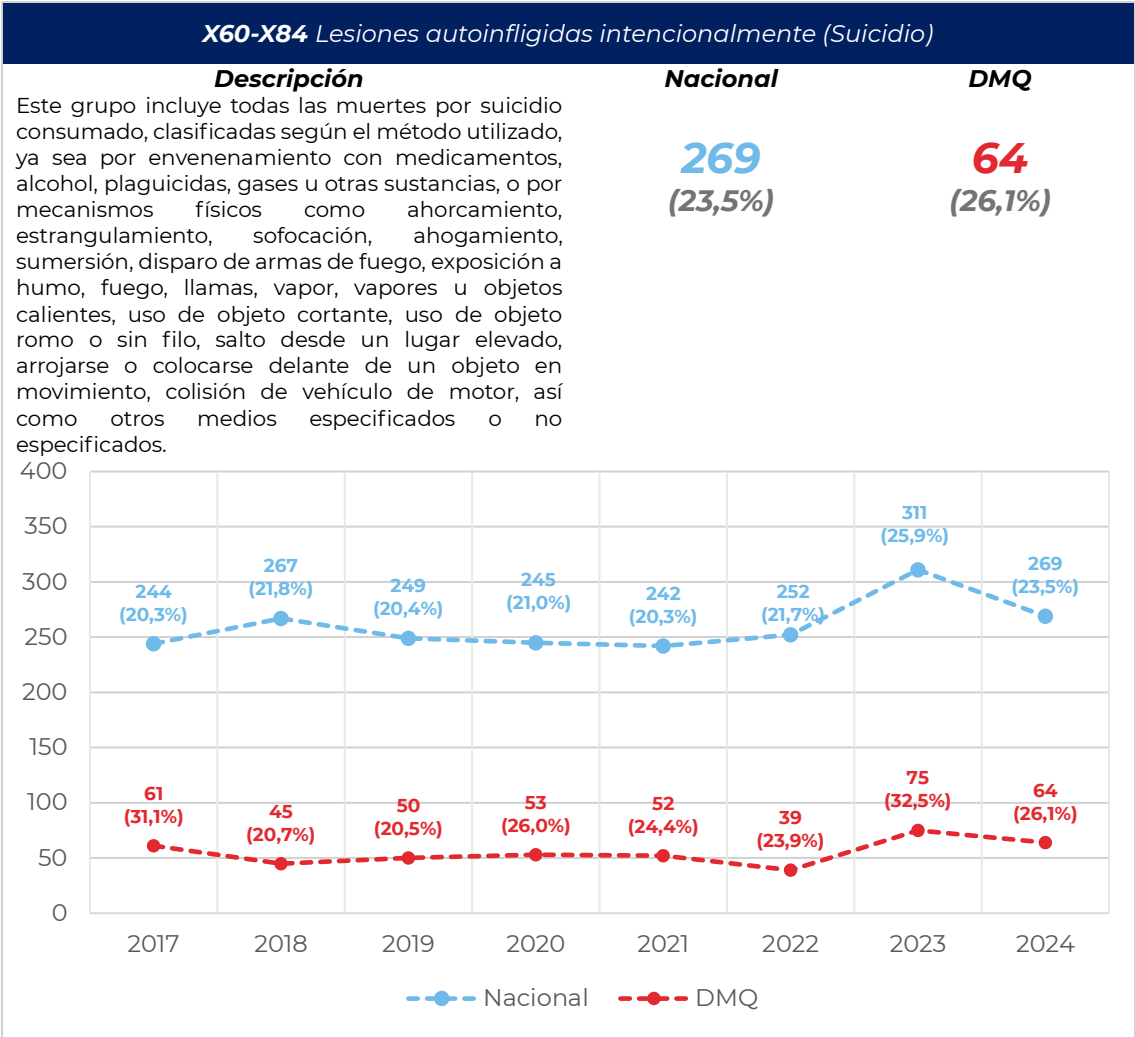 X60-X84 Lesiones autoinfligidas intencionalmente (Suicidio)
Descripción
Nacional
DMQ
Este grupo incluye todas las muertes por suicidio
consumado, clasificadas según el método utilizado,
ya sea por envenenamiento con medicamentos,
alcohol, plaguicidas, gases u otras sustancias, o por
mecanismos físicos como ahorcamiento,
estrangulamiento, sofocación, ahogamiento,
sumersión, disparo de armas de fuego, exposición a
humo, fuego, llamas, vapor, vapores u objetos
calientes, uso de objeto cortante, uso de objeto
romo o sin filo, salto desde un lugar elevado,
arrojarse o colocarse delante de un objeto en
movimiento, colisión de vehículo de motor, así
como otros medios especificados o no
especificados.
269
(23,5%)
64
(26,1%)
400
350
300
250
200
150
100
50
0
244
(20,3%)
267
(21,8%)
249
(20,4%)
245
(21,0%)
242
(20,3%)
252
(21,7%)
311
(25,9%)
269
(23,5%)
61
(31,1%)
45
(20,7%)
50
(20,5%)
53
(26,0%)
52
(24,4%)
39
(23,9%)
75
(32,5%)
64
(26,1%)
2017
2018
2019
2020
2021
2022
2023
2024
Nacional
DMQ